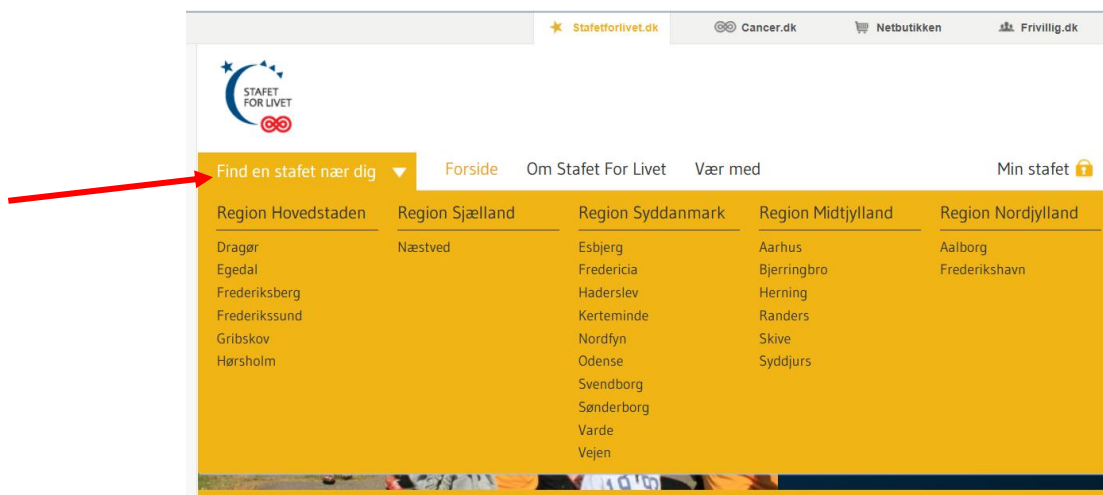 Stafetforlivet.dk
Cancer.dk
Netbutikken
Frivillig.dk
STAFET
FOR LIVET
Find en stafet nær dig
Forside
Om Stafet For Livet
Vær med
Min stafet
Region Hovedstaden
Dragør
Egedal
Frederiksberg
Frederikssund
Gribskov
Hørsholm
Region Sjælland
Næstved
Region Syddanmark
Esbjerg
Fredericia
Haderslev
Kerteminde
Nordfyn
Odense
Svendborg
Sønderborg
Varde
Vejen
Region Midtjylland
Aarhus
Bjerringbro
Herning
Randers
Skive
Syddjurs
Region Nordjylland
Aalborg
Frederikshavn